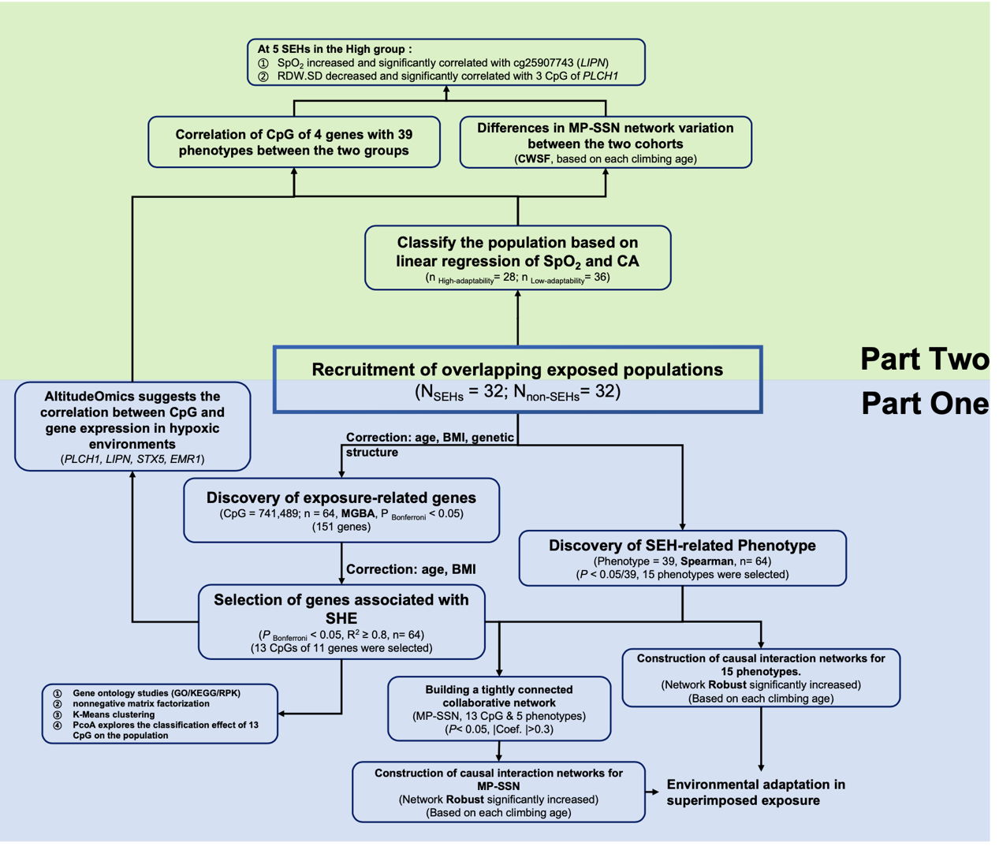 At 5 SEHs in the High group :
① SpO₂ increased and significantly correlated with cg25907743 (LIPN)
② RDW.SD decreased and significantly correlated with 3 CpG of PLCH1
Correlation of CpG of 4 genes with 39
phenotypes between the two groups
Differences in MP-SSN network variation
between the two cohorts
(CWSF, based on each climbing age)
Classify the population based on
linear regression of SpO₂ and CA
(n High-adaptability= 28; n Low-adaptability= 36)
Part Two
Recruitment of overlapping exposed populations
(NSEHs = 32; Nnon-SEHs= 32)
Part One
AltitudeOmics suggests the
correlation between CpG and
gene expression in hypoxic
environments
(PLCH1, LIPN, STX5, EMR1)
Correction: age, BMI, genetic
structure
Discovery of exposure-related genes
(CpG = 741,489; n = 64, MGBA, P Bonferroni < 0.05)
(151 genes)
Discovery of SEH-related Phenotype
(Phenotype = 39, Spearman, n= 64)
(P < 0.05/39, 15 phenotypes were selected)
Correction: age, BMI
Selection of genes associated with
SHE
(P Bonferroni < 0.05, R² ≥ 0.8, n= 64)
(13 CpGs of 11 genes were selected)
Construction of causal interaction networks for
15 phenotypes.
(Network Robust significantly increased)
(Based on each climbing age)
① Gene ontology studies (GO/KEGG/RPK)
② nonnegative matrix factorization
③ K-Means clustering
④ PcoA explores the classification effect of 13
CpG on the population
Building a tightly connected
collaborative network
(MP-SSN, 13 CpG & 5 phenotypes)
(P< 0.05, |Coef. |>0.3)
Construction of causal interaction networks for
MP-SSN
(Network Robust significantly increased)
(Based on each climbing age)
Environmental adaptation in
superimposed exposure